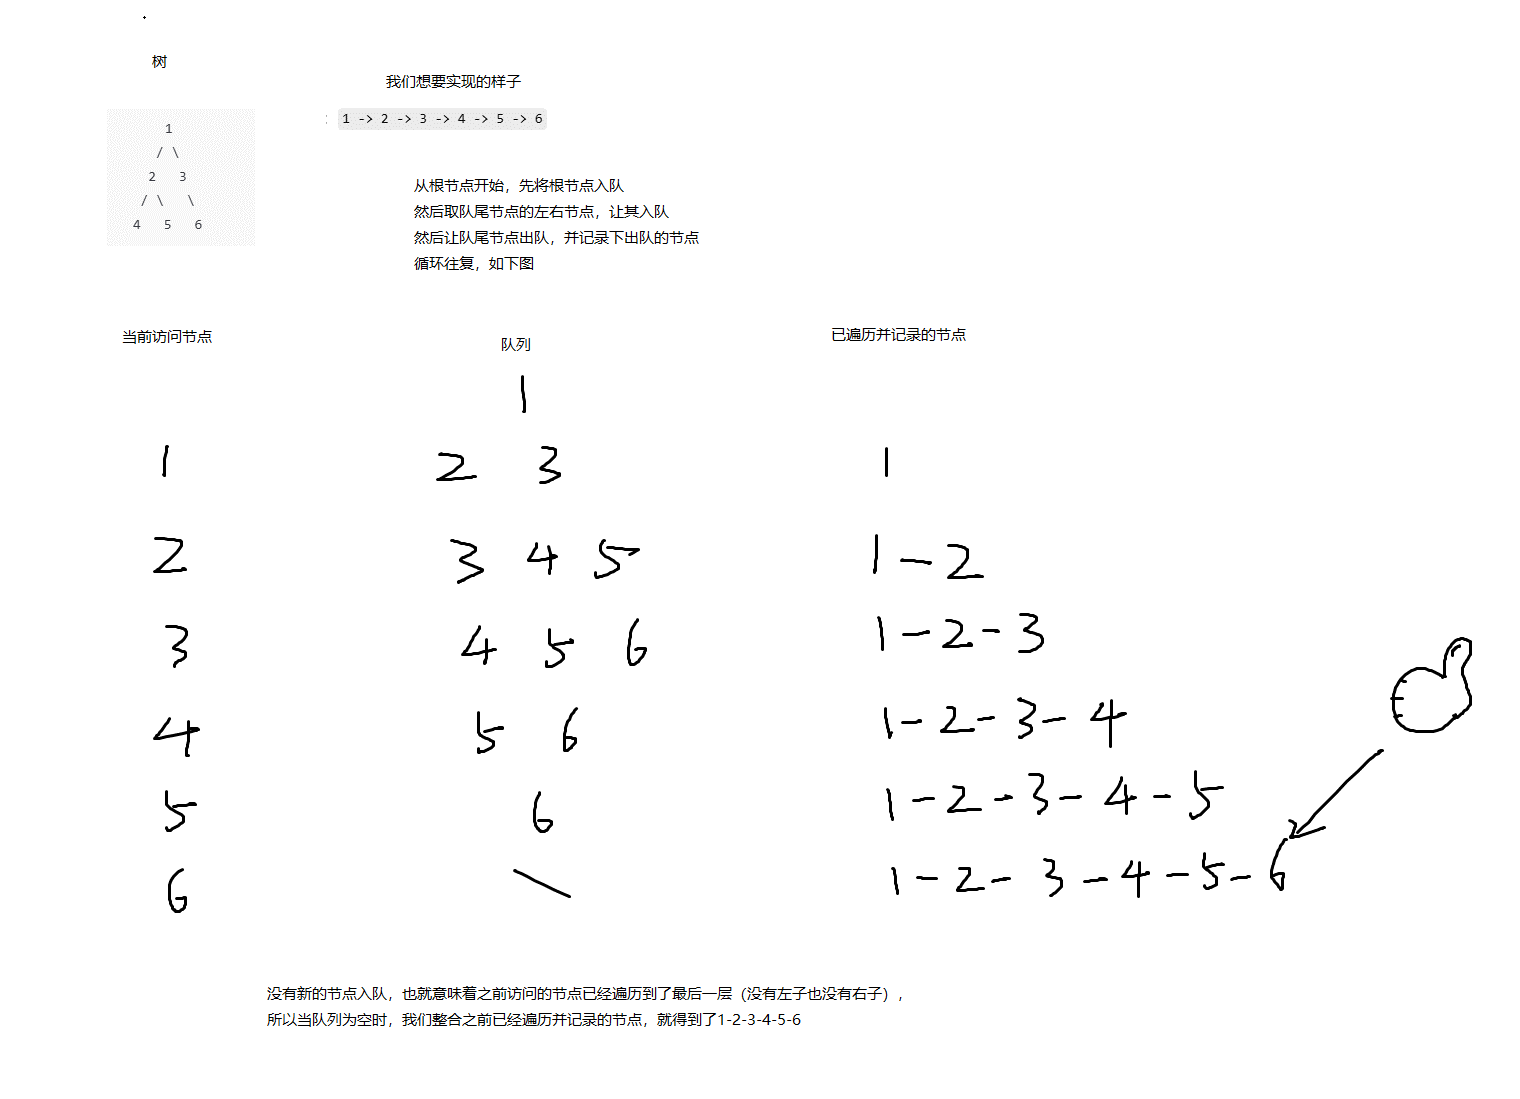 树
我们想要实现的样子
1 -> 2 -> 3 -> 4 -> 5 -> 6
1
/ \
2 3
/ \ \
4 5 6
从根节点开始，先将根节点入队
然后取队尾节点的左右节点，让其入队
然后让队尾节点出队，并记录下出队的节点
循环往复，如下图
当前访问节点 队列 已遍历并记录的节点
1
1 2 3 1
2 3 4 5 1-2
3 4 5 6 1-2-3
4 5 6 1-2-3-4
5 6 1-2-3-4-5
6 \ 1-2-3-4-5-6
没有新的节点入队，也就意味着之前访问的节点已经遍历到了最后一层（没有左子也没有右子），
所以当队列为空时，我们整合之前已经遍历并记录的节点，就得到了1-2-3-4-5-6